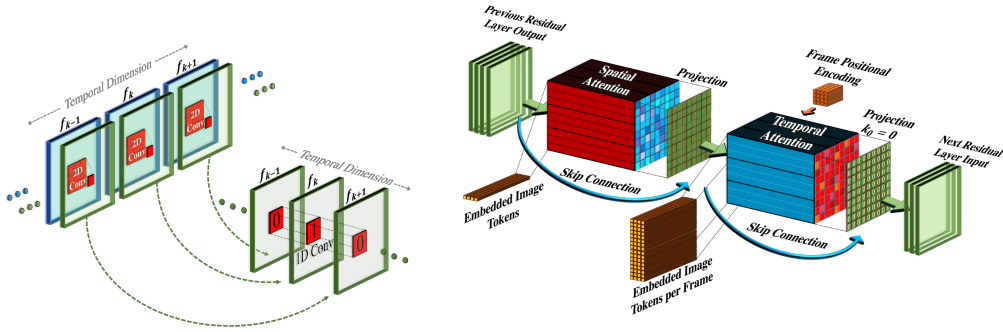 Temporal Dimension
f_{k-1}
f_k
f_{k+1}
2D
Conv
2D
Conv
2D
Conv
Temporal Dimension
f_{k-1}
f_k
f_{k+1}
0
1
0
1D Conv
Previous Residual
Layer Output
Spatial
Attention
Projection
Embedded Image
Tokens
Skip Connection
Frame Positional
Encoding
Temporal
Attention
Projection
k_0 = 0
Next Residual
Layer Input
Embedded Image
Tokens per Frame
Skip Connection